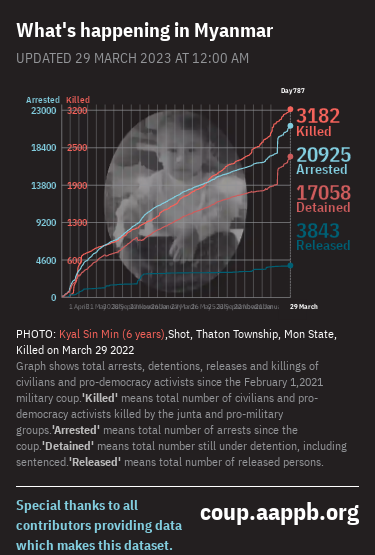 What's happening in Myanmar
UPDATED 29 MARCH 2023 AT 12:00 AM
Day787
Arrested Killed
23000 3200
18400 2500
13800 1900
9200 1300
4600 600
0
3182
Killed
20925
Arrested
17058
Detained
3843
Released
29 March
PHOTO: Kyal Sin Min (6 years),Shot, Thaton Township, Mon State,
Killed on March 29 2022
Graph shows total arrests, detentions, releases and killings of
civilians and pro-democracy activists since the February 1,2021
military coup.'Killed' means total number of civilians and pro-
democracy activists killed by the junta and pro-military
groups.'Arrested' means total number of arrests since the
coup.'Detained' means total number still under detention, including
sentenced.'Released' means total number of released persons.
Special thanks to all
contributors providing data
which makes this dataset.
coup.aappb.org